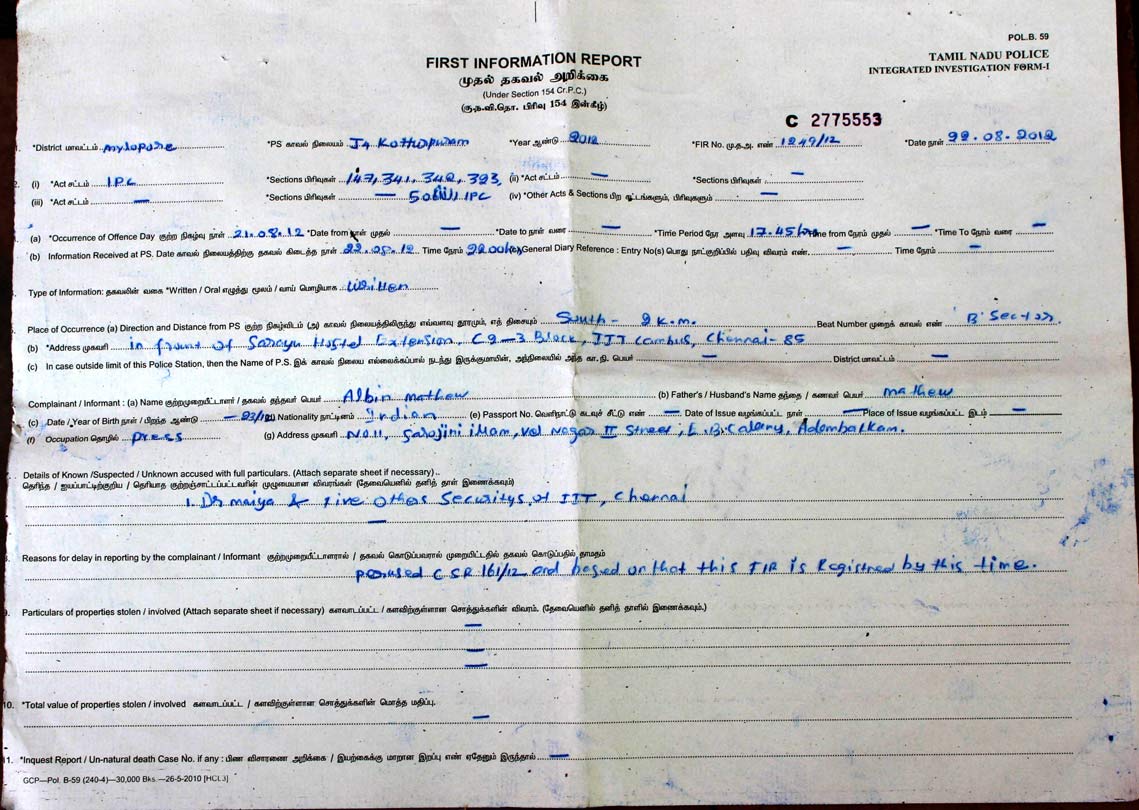 POL.B. 59
FIRST INFORMATION REPORT
TAMIL NADU POLICE
முதல் தகவல் அறிக்கை
INTEGRATED INVESTIGATION FORM-I
(Under Section 154 Cr.P.C.)
(கு.ந.வி.தொ. பிரிவு 154 இன்கீழ்)
C 2775553
*District மாவட்டம் mylapore *PS காவல் நிலையம் J4 Kotturpuram *Year ஆண்டு 2012 *FIR No. மு.த.அ. எண் 1249/12 *Date நாள் 22.08.2012
2. (i) *Act சட்டம் IPC *Sections பிரிவுகள் 147, 341, 342, 323, (ii) *Act சட்டம் — *Sections பிரிவுகள் —
(iii) *Act சட்டம் — *Sections பிரிவுகள் — 506(ii) IPC (iv) *Other Acts & Sections பிற சட்டங்களும், பிரிவுகளும் —
(a) *Occurrence of Offence Day குற்ற நிகழ்வு நாள் 21.08.12 *Date from நாள் முதல் — *Date to நாள் வரை — *Time Period நேர அளவு 17.45 hrs Time from நேரம் முதல் — *Time To நேரம் வரை —
(b) Information Received at PS. Date காவல் நிலையத்திற்கு தகவல் கிடைத்த நாள் 22.08.12 Time நேரம் 22.00 hrs General Diary Reference : Entry No(s) பொது நாட்குறிப்பில் பதிவு விவரம் எண். — Time நேரம் —
Type of Information: தகவலின் வகை *Written / Oral எழுத்து மூலம் / வாய் மொழியாக Written
Place of Occurrence (a) Direction and Distance from PS குற்ற நிகழ்விடம் (அ) காவல் நிலையத்திலிருந்து எவ்வளவு தூரமும், எத் திசையும் South - 2 k.m. Beat Number முறைக் காவல் எண் 'B' Sector.
(b) *Address முகவரி in front of Sarayu Hostel Extension, C2-3 Block, IIT Campus, Chennai-85
(c) In case outside limit of this Police Station, then the Name of P.S. இக் காவல் நிலைய எல்லைக்கப்பால் நடந்து இருக்குமாயின், அந்நிலையில் அந்த கா.நி. பெயர் — District மாவட்டம் —
Complainant / Informant : (a) Name குற்றமுறையீட்டாளர் / தகவல் தந்தவர் பெயர் Albin mathew (b) Father's / Husband's Name தந்தை / கணவர் பெயர் mathew
(c) Date / Year of Birth நாள் / பிறந்த ஆண்டு — 23/12 (d) Nationality நாட்டினம் Indian (e) Passport No. வெளிநாட்டு கடவுச் சீட்டு எண் — Date of Issue வழங்கப்பட்ட நாள் — Place of Issue வழங்கப்பட்ட இடம் —
(f) Occupation தொழில் press (g) Address முகவரி No.11, Sarojini illam, Vel Nagar II Street, E.B. Colany, Adambakkam.
Details of Known /Suspected / Unknown accused with full particulars. (Attach separate sheet if necessary) ..
தெரிந்த / ஐயப்பாட்டிற்குரிய / தெரியாத குற்றஞ்சாட்டப்பட்டவரின் முழுமையான விவரங்கள் (தேவையெனில் தனித் தாள் இணைக்கவும்)
1. Dr maiya & five others Securitys of IIT, Chennai
—
Reasons for delay in reporting by the complainant / Informant குற்றமுறையீட்டாளரால் / தகவல் கொடுப்பவரால் முறையீட்டதில் தகவல் கொடுப்பதில் தாமதம்
perused CSR 161/12 and based on that this FIR is Registred by this time.
9. Particulars of properties stolen / involved (Attach separate sheet if necessary) களவாடப்பட்ட / களவிற்குள்ளான சொத்துக்களின் விவரம். (தேவையெனில் தனித் தாளில் இணைக்கவும்.)
—
—
—
10. *Total value of properties stolen / involved களவாடப்பட்ட / களவிற்குள்ளான சொத்துக்களின் மொத்த மதிப்பு.
—
11. *Inquest Report / Un-natural death Case No. if any : பிண விசாரணை அறிக்கை / இயற்கைக்கு மாறான இறப்பு எண் ஏதேனும் இருந்தால் —
GCP—Pol. B-59 (240-4)—30,000 Bks.—26-5-2010 [HCL3]